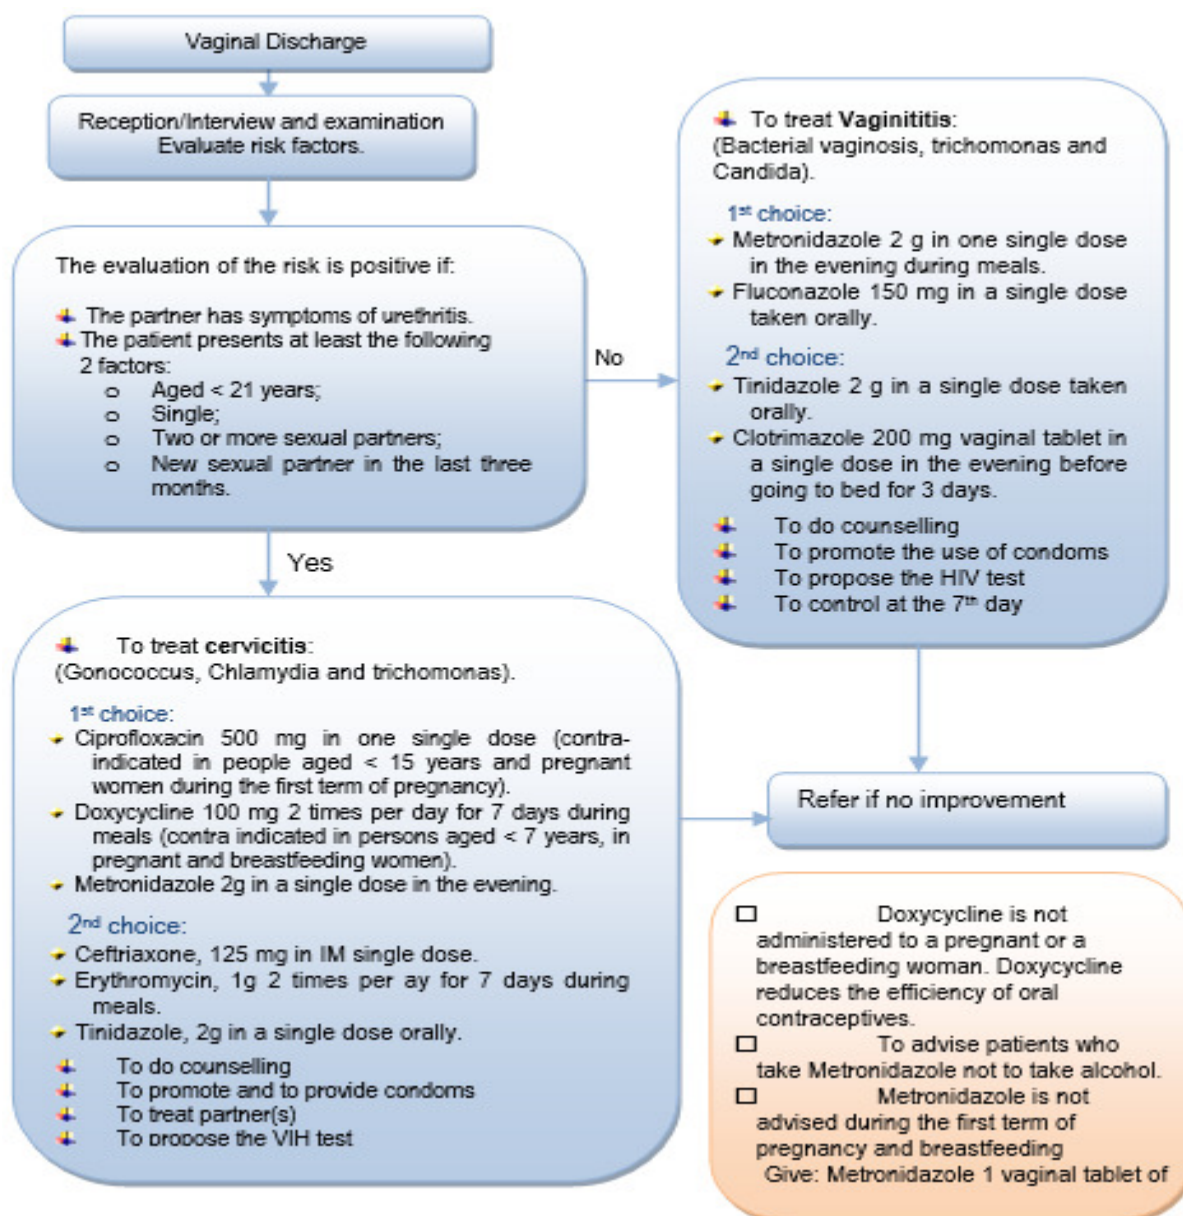 Vaginal Discharge
Reception/Interview and examination
Evaluate risk factors.
The evaluation of the risk is positive if:
The partner has symptoms of urethritis.
The patient presents at least the following
2 factors:
o Aged < 21 years;
o Single;
o Two or more sexual partners;
o New sexual partner in the last three
months.
No
Yes
To treat Vaginititis:
(Bacterial vaginosis, trichomonas and
Candida).
1st choice:
Metronidazole 2 g in one single dose
in the evening during meals.
Fluconazole 150 mg in a single dose
taken orally.
2nd choice:
Tinidazole 2 g in a single dose taken
orally.
Clotrimazole 200 mg vaginal tablet in
a single dose in the evening before
going to bed for 3 days.
To do counselling
To promote the use of condoms
To propose the HIV test
To control at the 7th day
To treat cervicitis:
(Gonococcus, Chlamydia and trichomonas).
1st choice:
Ciprofloxacin 500 mg in one single dose (contra-
indicated in people aged < 15 years and pregnant
women during the first term of pregnancy).
Doxycycline 100 mg 2 times per day for 7 days during
meals (contra indicated in persons aged < 7 years, in
pregnant and breastfeeding women).
Metronidazole 2g in a single dose in the evening.
2nd choice:
Ceftriaxone, 125 mg in IM single dose.
Erythromycin, 1g 2 times per ay for 7 days during
meals.
Tinidazole, 2g in a single dose orally.
To do counselling
To promote and to provide condoms
To treat partner(s)
To propose the VIH test
Refer if no improvement
Doxycycline is not
administered to a pregnant or a
breastfeeding woman. Doxycycline
reduces the efficiency of oral
contraceptives.
To advise patients who
take Metronidazole not to take alcohol.
Metronidazole is not
advised during the first term of
pregnancy and breastfeeding
Give: Metronidazole 1 vaginal tablet of